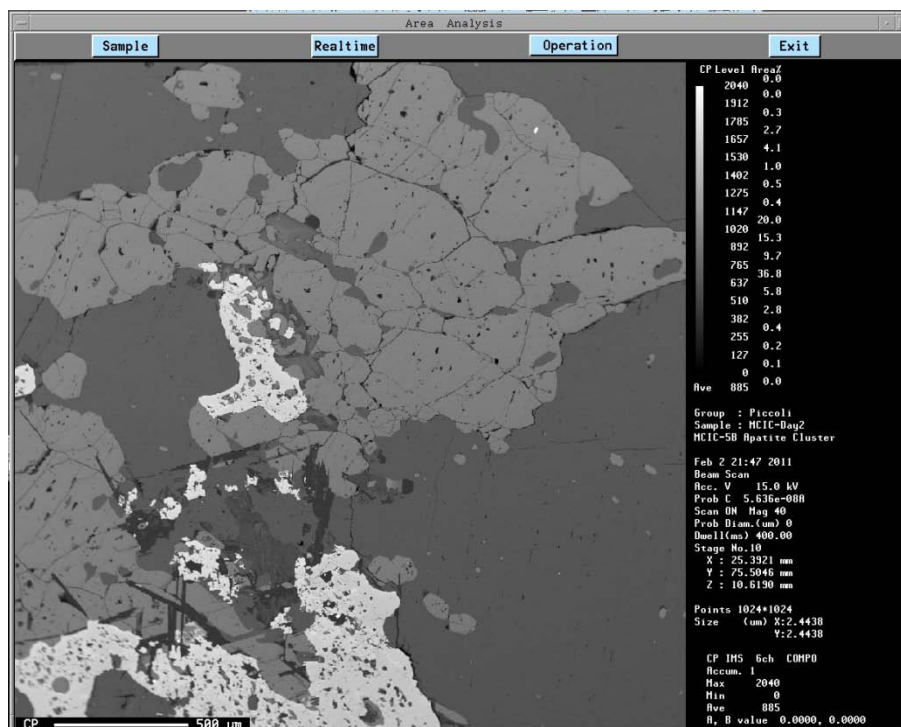 Area Analysis
Sample Realtime Operation Exit
CP Level Area%
0.0
2040
0.0
1912
0.3
1785
2.7
1657
4.1
1530
1.0
1402
0.5
1275
0.4
1147
20.0
1020
15.3
892
9.7
765
36.8
637
5.8
510
2.8
382
0.4
255
0.2
127
0.1
0
0.0
Ave 885
Group : Piccoli
Sample : MCIC-Day2
MCIC-5B Apatite Cluster
Feb 2 21:47 2011
Beam Scan
Acc. V 15.0 kV
Prob C 5.636e-08A
Scan ON Mag 40
Prob Diam.(um) 0
Dwell(ms) 400.00
Stage No.10
X : 25.3921 mm
Y : 75.5046 mm
Z : 10.6190 mm
Points 1024*1024
Size (um) X:2.4438
Y:2.4438
CP IMS 6ch COMPO
Accum. 1
Max 2040
Min 0
Ave 885
A, B value 0.0000, 0.0000
CP 500 um